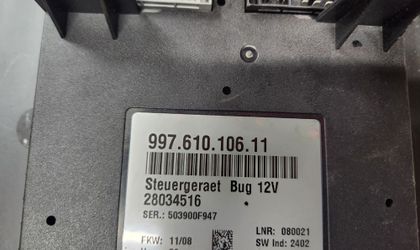 997.610.106.11
Steuergeraet Bug 12V
28034516
SER.: 503900F947
LNR: 080021
FKW: 11/08
SW Ind: 2402